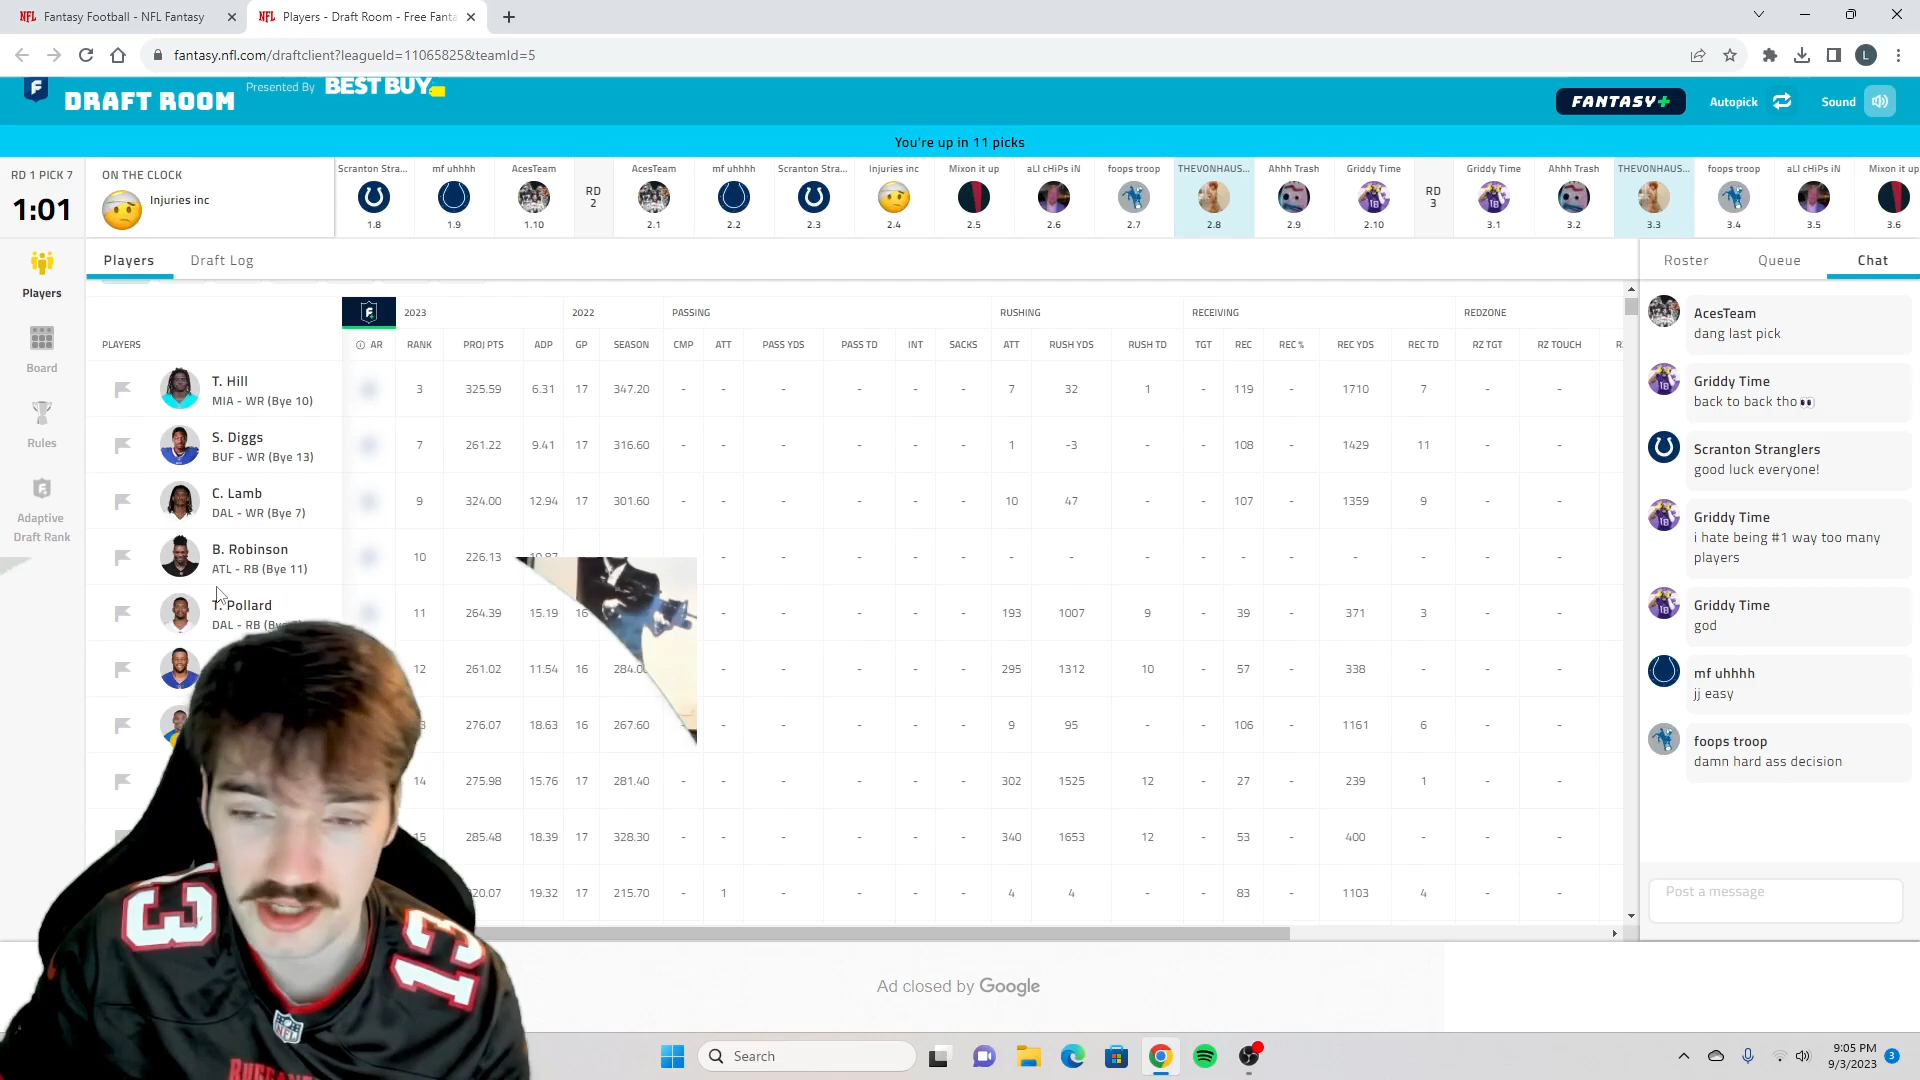 Fantasy Football - NFL Fantasy
Players - Draft Room - Free Fanta
fantasy.nfl.com/draftclient?leagueId=11065825&teamId=5
L
DRAFT ROOM
Presented By
BEST BUY
FANTASY+
Autopick
Sound
You're up in 11 picks
RD 1 PICK 7
1:01
ON THE CLOCK
Injuries inc
Scranton Stra... mf uhhhh AcesTeam AcesTeam mf uhhhh Scranton Stra... Injuries inc Mixon it up aLl cHiPs iN foops troop THEVONHAUS... Ahhh Trash Griddy Time Griddy Time Ahhh Trash THEVONHAUS... foops troop aLl cHiPs iN Mixon it up
RD 2
RD 3
1.8 1.9 1.10 2.1 2.2 2.3 2.4 2.5 2.6 2.7 2.8 2.9 2.10 3.1 3.2 3.3 3.4 3.5 3.6
Players
Board
Rules
Adaptive
Draft Rank
Players Draft Log
2023 2022 PASSING RUSHING RECEIVING REDZONE
PLAYERS AR RANK PROJ PTS ADP GP SEASON CMP ATT PASS YDS PASS TD INT SACKS ATT RUSH YDS RUSH TD TGT REC REC % REC YDS REC TD RZ TGT RZ TOUCH
T. Hill
MIA - WR (Bye 10)
3 325.59 6.31 17 347.20 - - - - - - 7 32 1 - 119 - 1710 7 - -
S. Diggs
BUF - WR (Bye 13)
7 261.22 9.41 17 316.60 - - - - - - 1 -3 - - 108 - 1429 11 - -
C. Lamb
DAL - WR (Bye 7)
9 324.00 12.94 17 301.60 - - - - - - 10 47 - - 107 - 1359 9 - -
B. Robinson
ATL - RB (Bye 11)
10 226.13 - - - - - - - - - - - - - - -
T. Pollard
DAL - RB (Bye
11 264.39 15.19 16 - - - - - 193 1007 9 - 39 - 371 3 - -
12 261.02 11.54 16 - - - - - 295 1312 10 - 57 - 338 - - -
276.07 18.63 16 267.60 - - - - - - 9 95 - - 106 - 1161 6 - -
14 275.98 15.76 17 281.40 - - - - - - 302 1525 12 - 27 - 239 1 - -
15 285.48 18.39 17 328.30 - - - - - - 340 1653 12 - 53 - 400 - - -
20.07 19.32 17 215.70 - 1 - - - - 4 4 - - 83 - 1103 4 - -
Roster Queue Chat
AcesTeam
dang last pick
Griddy Time
back to back tho👀
Scranton Stranglers
good luck everyone!
Griddy Time
i hate being #1 way too many
players
Griddy Time
god
mf uhhhh
jj easy
foops troop
damn hard ass decision
Post a message
Ad closed by Google
13
NFL
Search
9:05 PM
9/3/2023
3